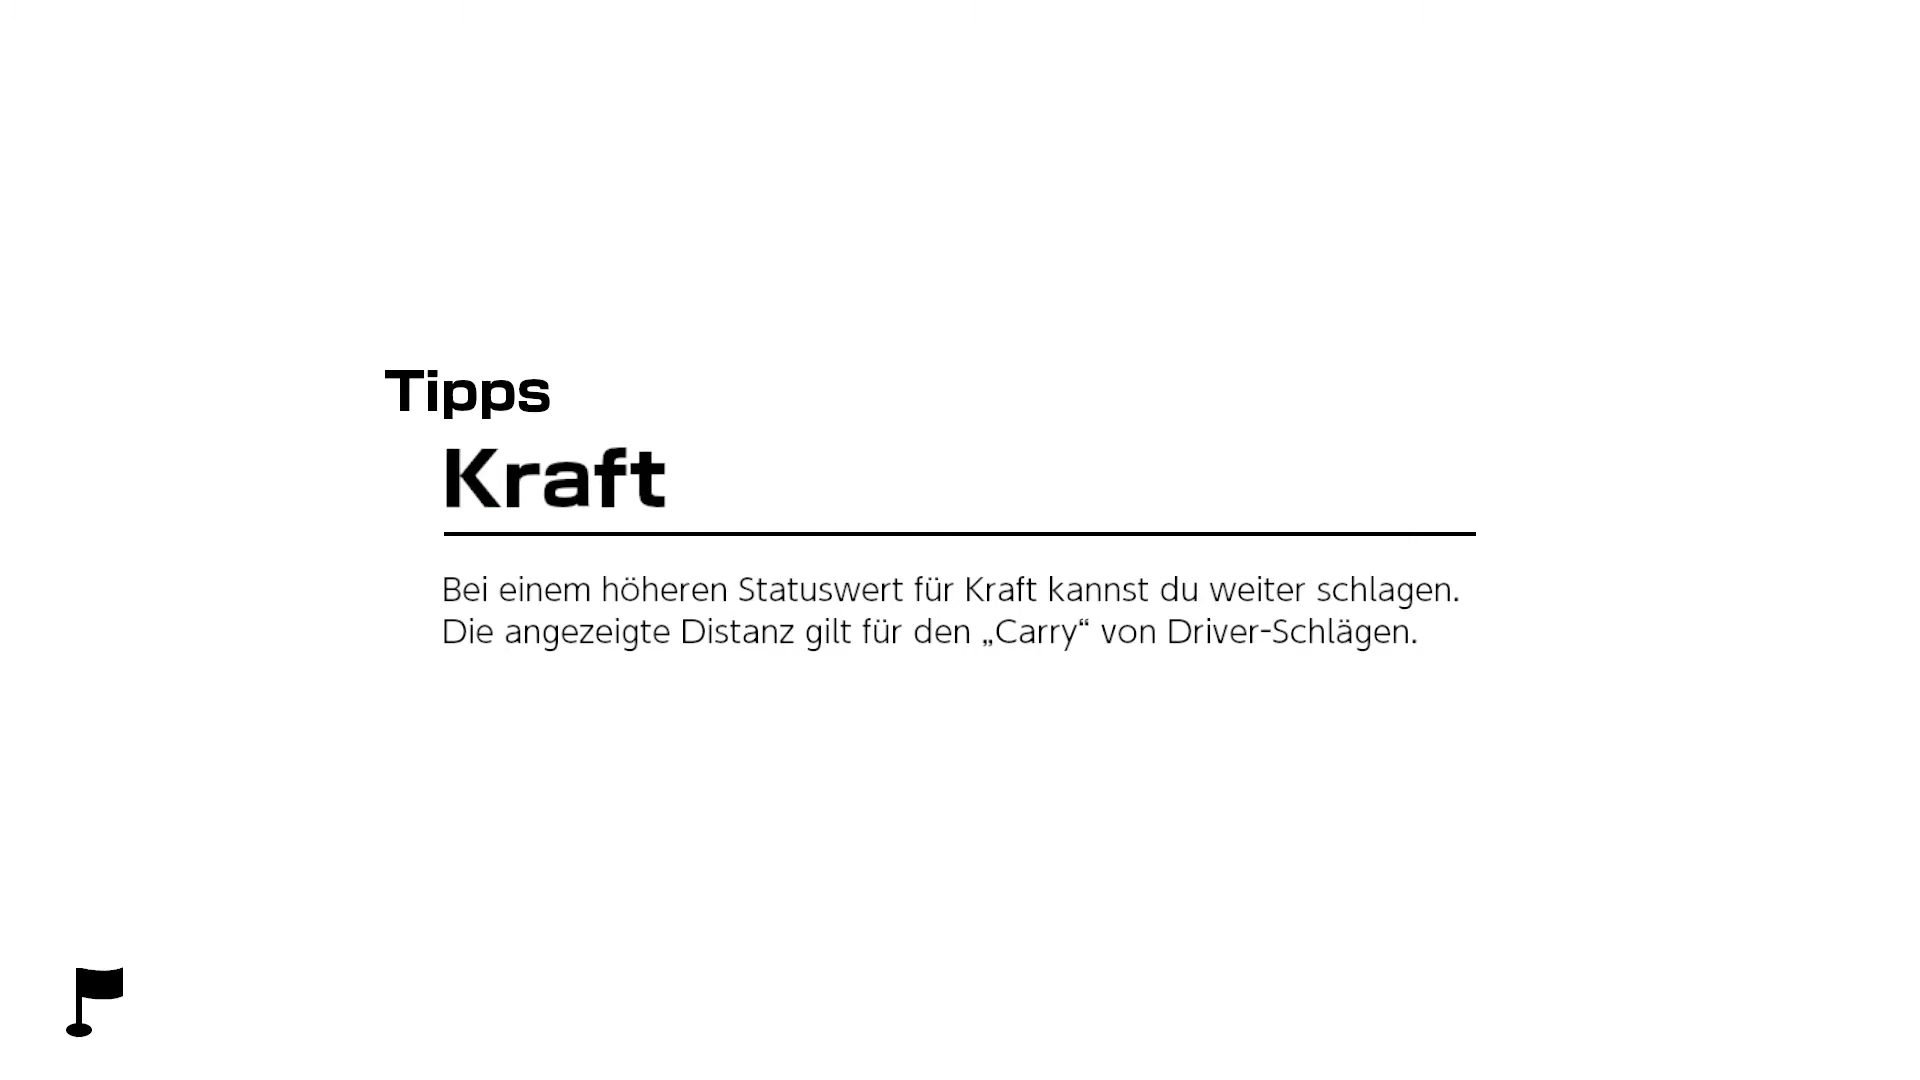 Tipps
Kraft
Bei einem höheren Statuswert für Kraft kannst du weiter schlagen.
Die angezeigte Distanz gilt für den „Carry“ von Driver-Schlägen.